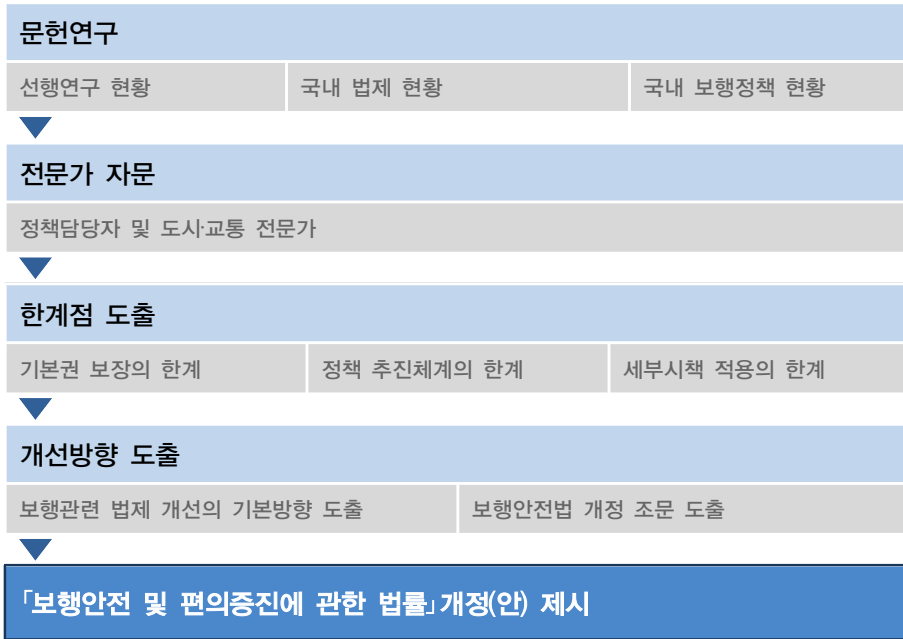 문헌연구
선행연구 현황 국내 법제 현황 국내 보행정책 현황
전문가 자문
정책담당자 및 도시·교통 전문가
한계점 도출
기본권 보장의 한계 정책 추진체계의 한계 세부시책 적용의 한계
개선방향 도출
보행관련 법제 개선의 기본방향 도출 보행안전법 개정 조문 도출
「보행안전 및 편의증진에 관한 법률」개정(안) 제시